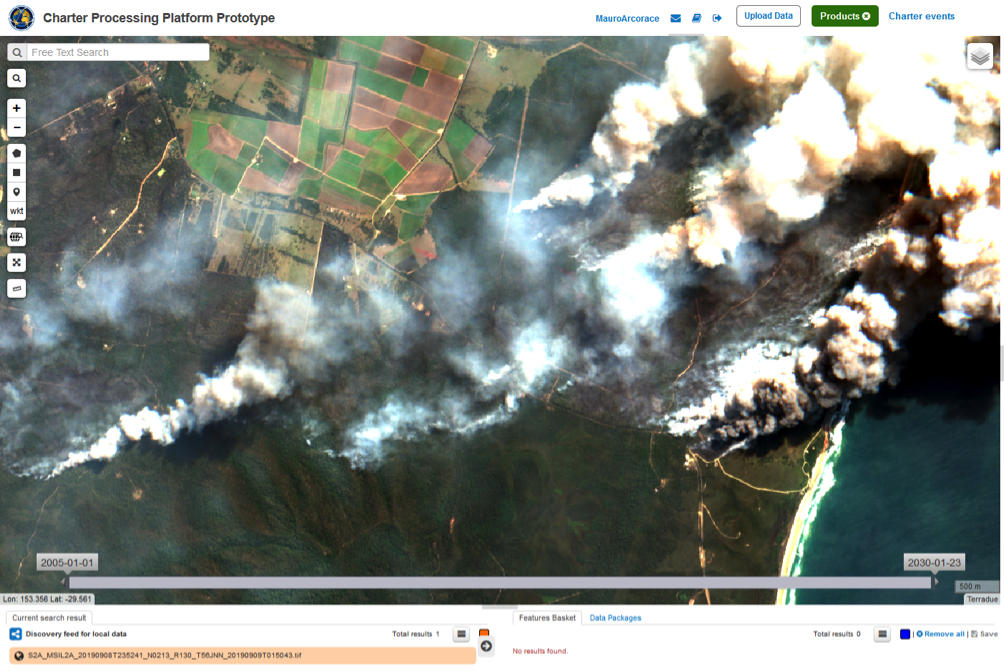 Charter Processing Platform Prototype
MauroArcorace
Upload Data
Products
Charter events
Free Text Search
+
−
wkt
2005-01-01
2030-01-23
500 m
Lon: 153.356 Lat: -29.561
Terradue
Current search result
Features Basket
Data Packages
Discovery feed for local data
Total results 1
Total results 0
| Remove all | Save
S2A_MSIL2A_20190908T235241_N0213_R130_T56JNN_20190909T015043.tif
No results found.